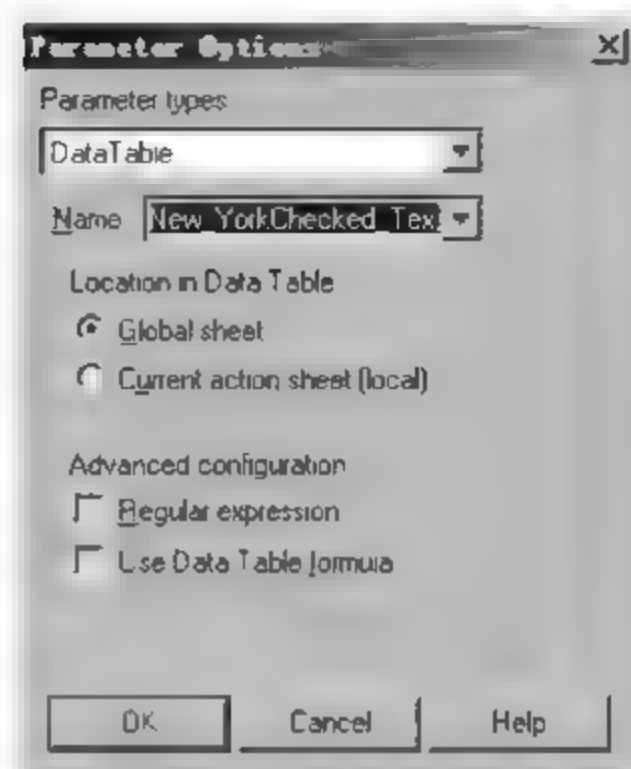 Parameter Options
Parameter types
DataTable
Name New_YorkChecked_Tex
Location in Data Table
Global sheet
Current action sheet (local)
Advanced configuration
Regular expression
Use Data Table formula
OK Cancel Help